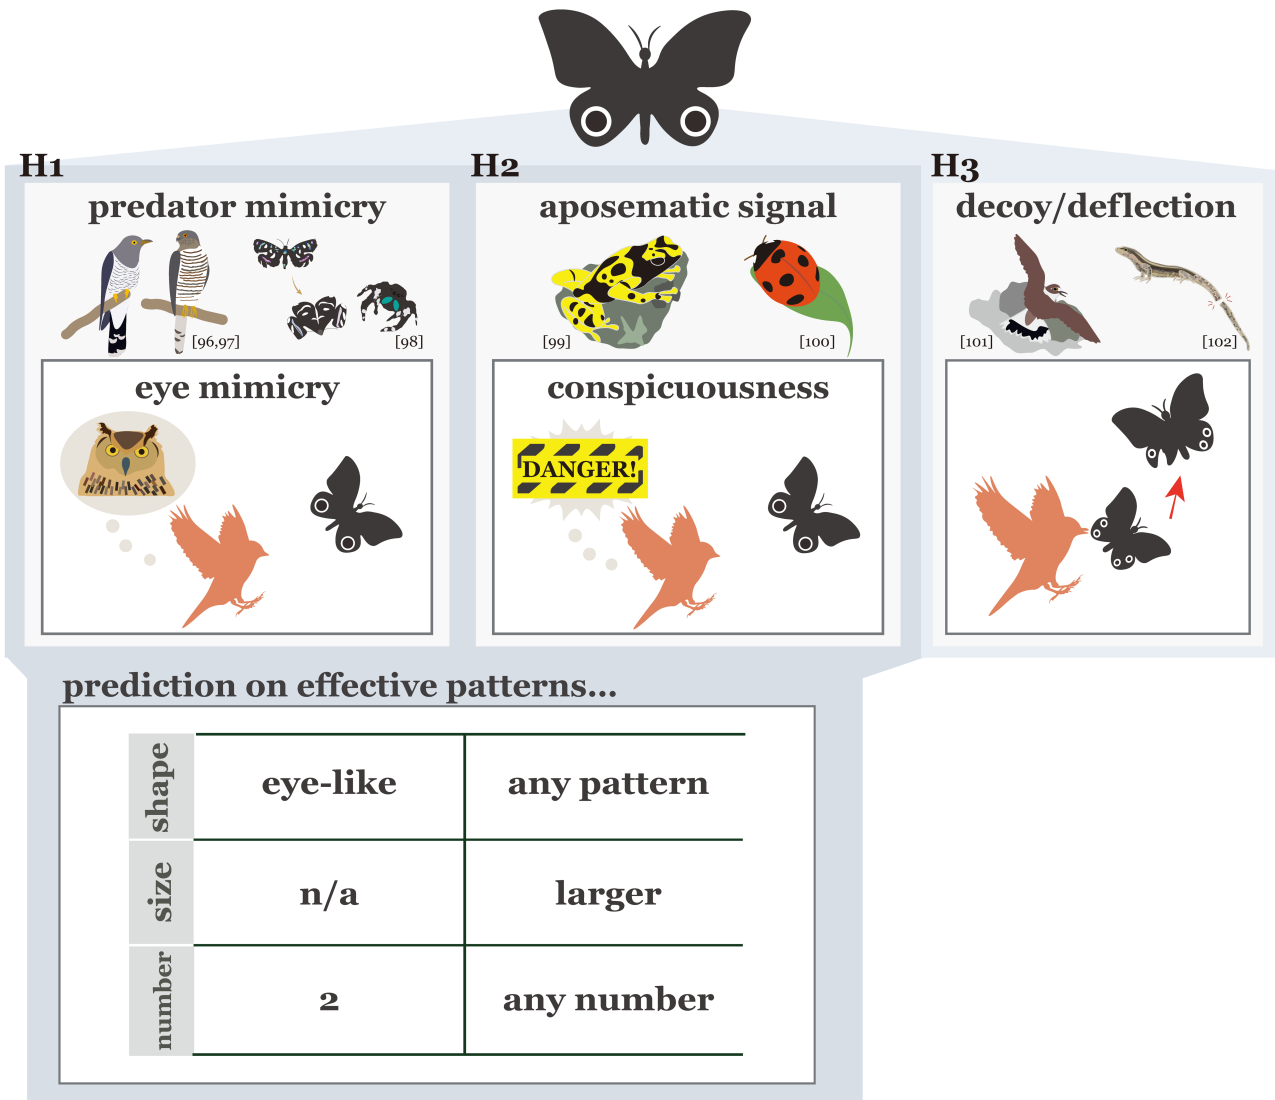 H1
predator mimicry
[96,97]
[98]
eye mimicry
H2
aposematic signal
[99]
[100]
conspicuousness
DANGER!
H3
decoy/deflection
[101]
[102]
prediction on effective patterns...
shape
eye-like
any pattern
size
n/a
larger
number
2
any number